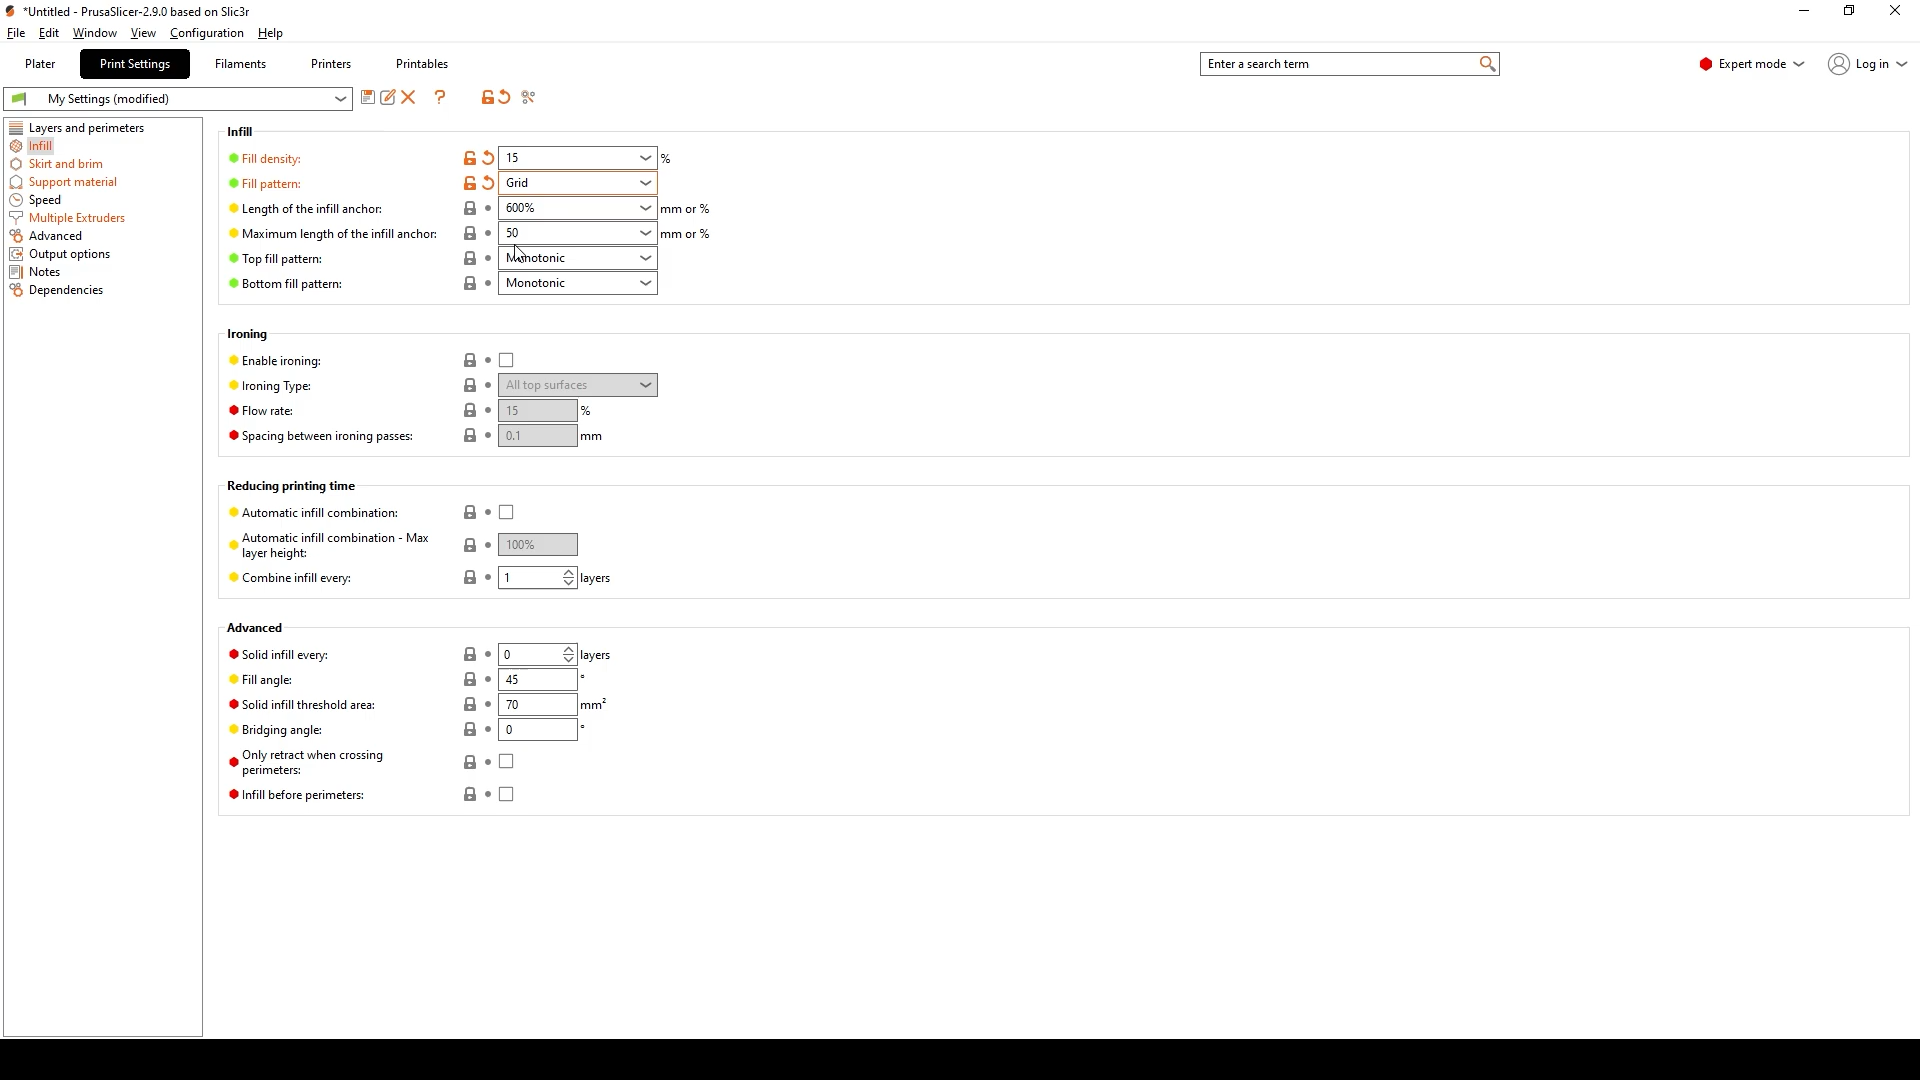 *Untitled - PrusaSlicer-2.9.0 based on Slic3r
File Edit Window View Configuration Help
Plater Print Settings Filaments Printers Printables Enter a search term Expert mode Log in
My Settings (modified) ?
Layers and perimeters
Infill
Skirt and brim
Support material
Speed
Multiple Extruders
Advanced
Output options
Notes
Dependencies
Infill
Fill density: 15 %
Fill pattern: Grid
Length of the infill anchor: 600% mm or %
Maximum length of the infill anchor: 50 mm or %
Top fill pattern: Monotonic
Bottom fill pattern: Monotonic
Ironing
Enable ironing:
Ironing Type: All top surfaces
Flow rate: 15 %
Spacing between ironing passes: 0.1 mm
Reducing printing time
Automatic infill combination:
Automatic infill combination - Max
layer height: 100%
Combine infill every: 1 layers
Advanced
Solid infill every: 0 layers
Fill angle: 45 °
Solid infill threshold area: 70 mm²
Bridging angle: 0 °
Only retract when crossing
perimeters:
Infill before perimeters: